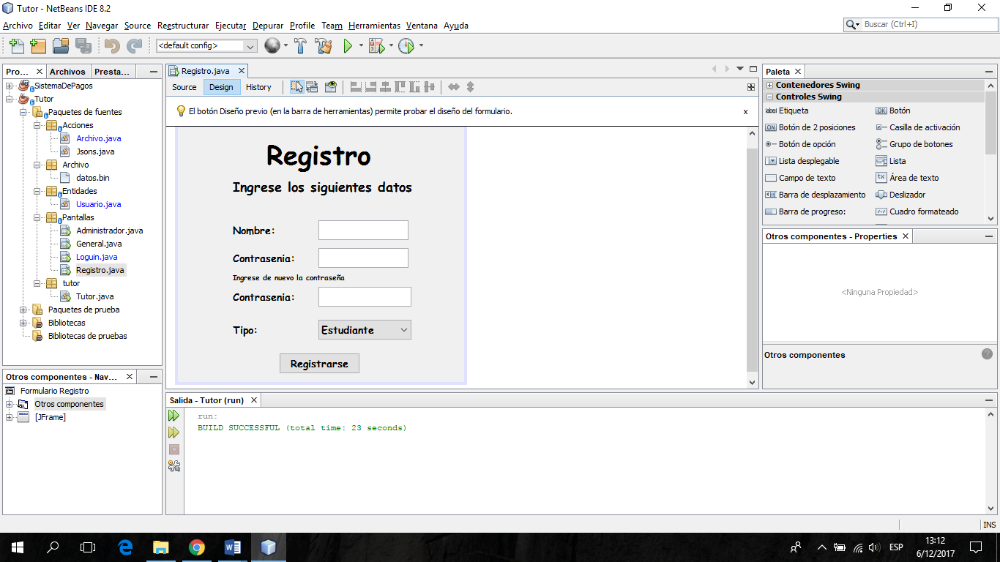 Tutor - NetBeans IDE 8.2
Archivo Editar Ver Navegar Source Reestructurar Ejecutar Depurar Profile Team Herramientas Ventana Ayuda
Buscar (Ctrl+I)
<default config>
Pro... Archivos Presta...
SistemaDePagos
Tutor
Paquetes de fuentes
Acciones
Archivo.java
Jsons.java
Archivo
datos.bin
Entidades
Usuario.java
Pantallas
Administrador.java
General.java
Loguin.java
Registro.java
tutor
Tutor.java
Paquetes de prueba
Bibliotecas
Bibliotecas de pruebas
Otros componentes - Nav...
Formulario Registro
Otros componentes
[JFrame]
Registro.java
Source Design History
El botón Diseño previo (en la barra de herramientas) permite probar el diseño del formulario.
x
Registro
Ingrese los siguientes datos
Nombre:
Contrasenia:
Ingrese de nuevo la contraseña
Contrasenia:
Tipo: Estudiante
Registrarse
Salida - Tutor (run)
run:
BUILD SUCCESSFUL (total time: 23 seconds)
Paleta
Contenedores Swing
Controles Swing
label Etiqueta OK Botón
ON Botón de 2 posiciones Casilla de activación
Botón de opción Grupo de botones
Lista desplegable Lista
Campo de texto Área de texto
Barra de desplazamiento Deslizador
Barra de progreso: Cuadro formateado
Otros componentes - Properties
<Ninguna Propiedad>
Otros componentes
INS
ESP
13:12
6/12/2017